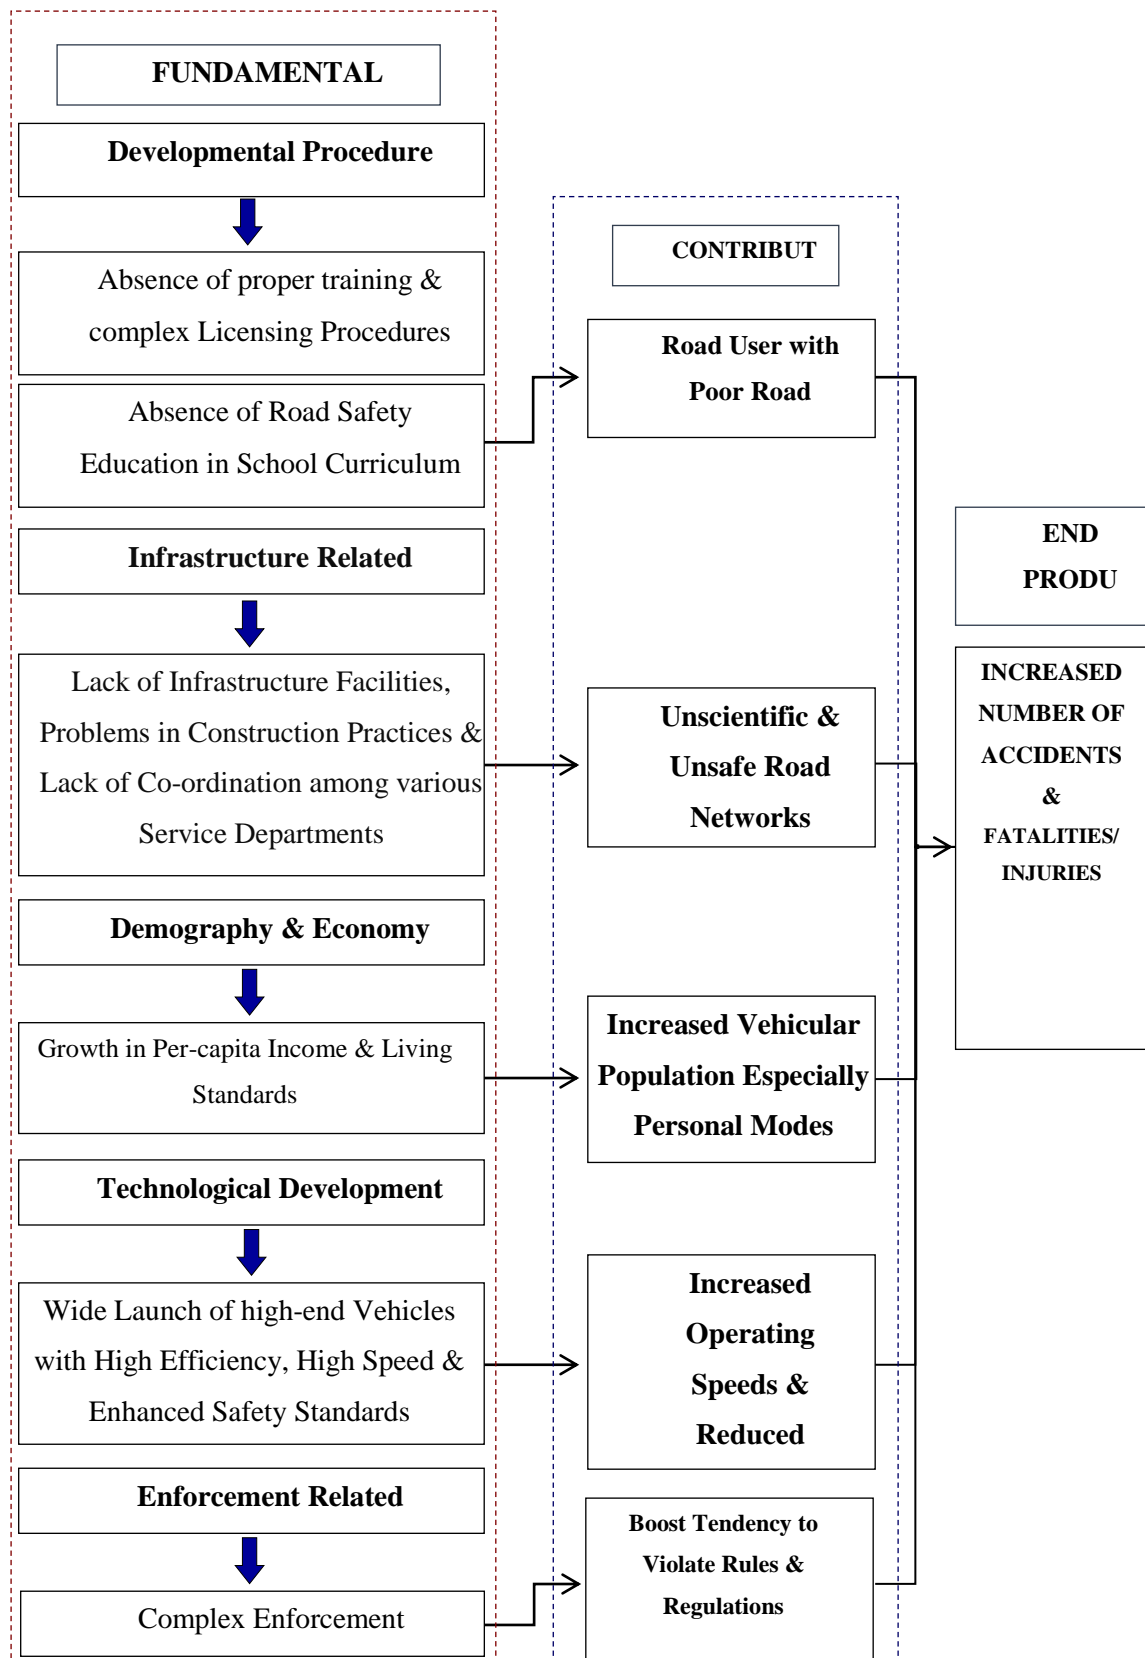 FUNDAMENTAL
Developmental Procedure
Absence of proper training &
complex Licensing Procedures
Absence of Road Safety
Education in School Curriculum
Infrastructure Related
Lack of Infrastructure Facilities,
Problems in Construction Practices &
Lack of Co-ordination among various
Service Departments
Demography & Economy
Growth in Per-capita Income & Living
Standards
Technological Development
Wide Launch of high-end Vehicles
with High Efficiency, High Speed &
Enhanced Safety Standards
Enforcement Related
Complex Enforcement
CONTRIBUT
Road User with
Poor Road
Unscientific &
Unsafe Road
Networks
Increased Vehicular
Population Especially
Personal Modes
Increased
Operating
Speeds &
Reduced
Boost Tendency to
Violate Rules &
Regulations
END
PRODU
INCREASED
NUMBER OF
ACCIDENTS
&
FATALITIES/
INJURIES